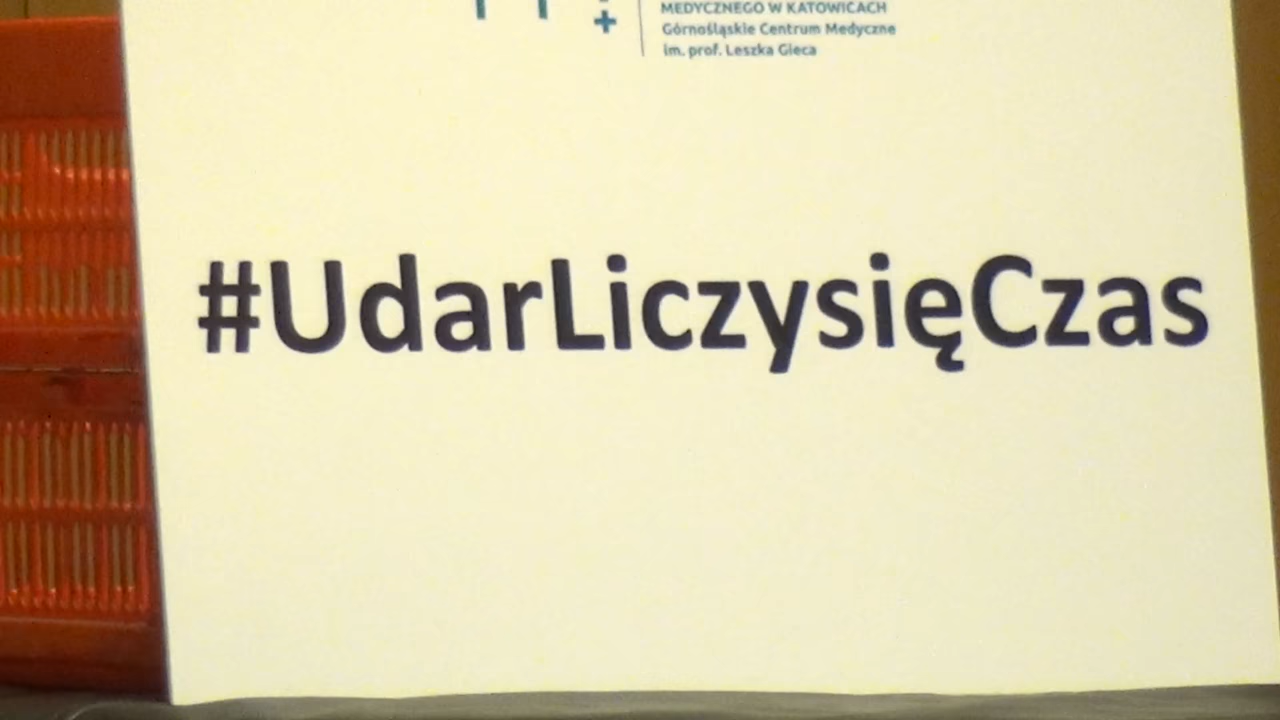 MEDYCZNEGO W KATOWICACH
Górnośląskie Centrum Medyczne
im. prof. Leszka Gieca
#UdarLiczysięCzas